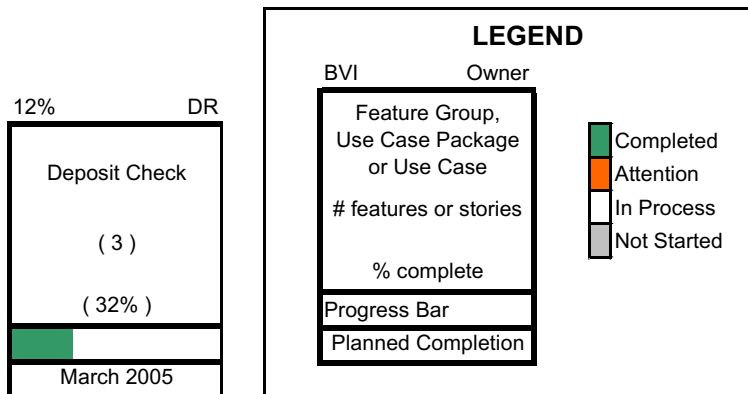 12% DR
Deposit Check
( 3 )
( 32% )
March 2005
LEGEND
BVI Owner
Feature Group,
Use Case Package
or Use Case
# features or stories
% complete
Progress Bar
Planned Completion
Completed
Attention
In Process
Not Started